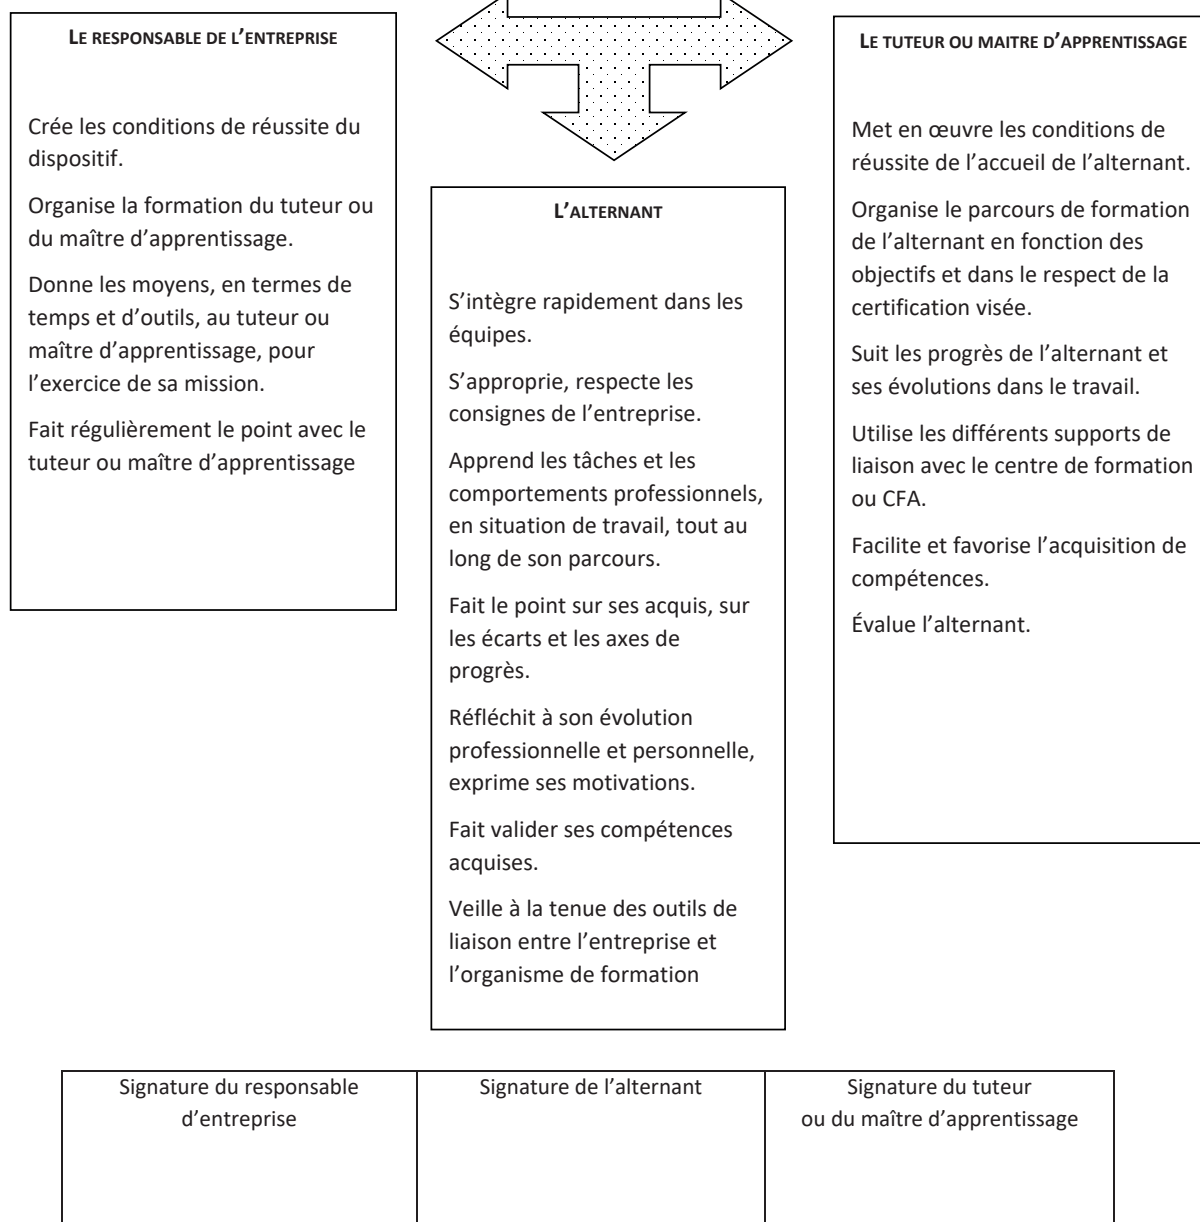 LE RESPONSABLE DE L’ENTREPRISE
Crée les conditions de réussite du
dispositif.
Organise la formation du tuteur ou
du maître d’apprentissage.
Donne les moyens, en termes de
temps et d’outils, au tuteur ou
maître d’apprentissage, pour
l’exercice de sa mission.
Fait régulièrement le point avec le
tuteur ou maître d’apprentissage
L’ALTERNANT
S’intègre rapidement dans les
équipes.
S’approprie, respecte les
consignes de l’entreprise.
Apprend les tâches et les
comportements professionnels,
en situation de travail, tout au
long de son parcours.
Fait le point sur ses acquis, sur
les écarts et les axes de
progrès.
Réfléchit à son évolution
professionnelle et personnelle,
exprime ses motivations.
Fait valider ses compétences
acquises.
Veille à la tenue des outils de
liaison entre l’entreprise et
l’organisme de formation
LE TUTEUR OU MAITRE D’APPRENTISSAGE
Met en œuvre les conditions de
réussite de l’accueil de l’alternant.
Organise le parcours de formation
de l’alternant en fonction des
objectifs et dans le respect de la
certification visée.
Suit les progrès de l’alternant et
ses évolutions dans le travail.
Utilise les différents supports de
liaison avec le centre de formation
ou CFA.
Facilite et favorise l’acquisition de
compétences.
Évalue l’alternant.
Signature du responsable
d’entreprise
Signature de l’alternant
Signature du tuteur
ou du maître d’apprentissage